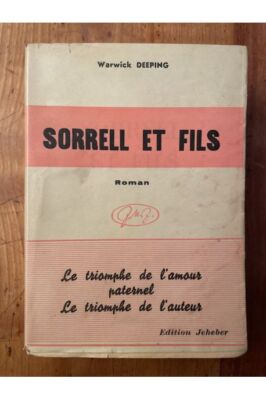 Warwick DEEPING
SORRELL ET FILS
Roman
Le triomphe de l'amour
paternel
Le triomphe de l'auteur
Edition Jeheber